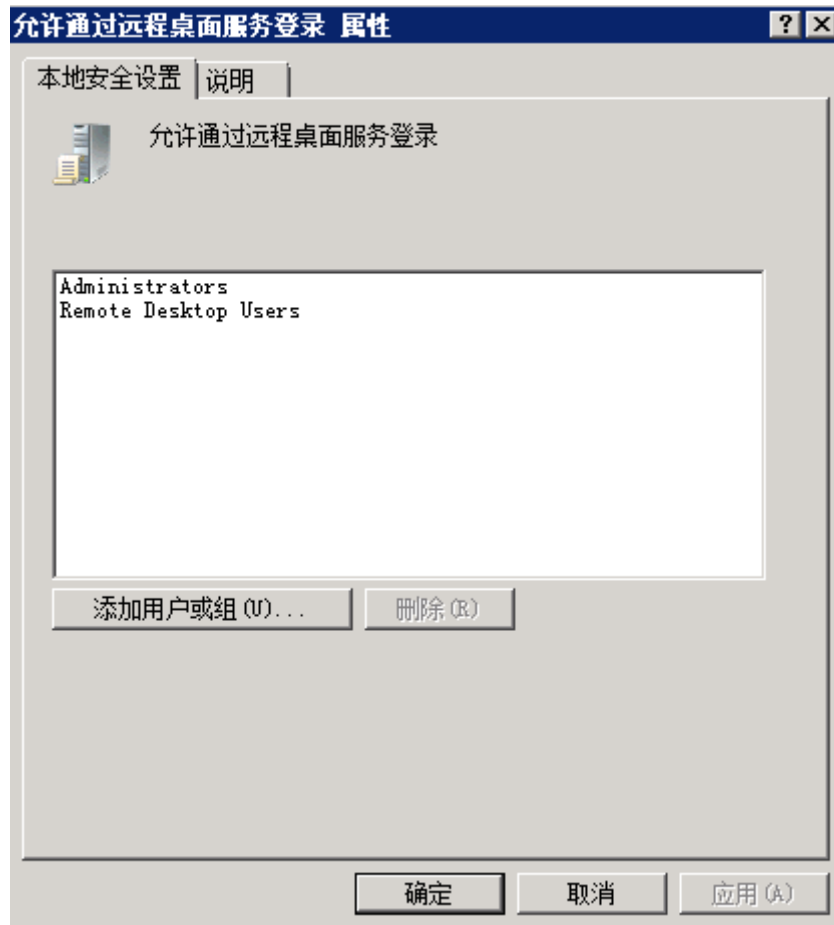 允许通过远程桌面服务登录 属性
本地安全设置
说明
允许通过远程桌面服务登录
Administrators
Remote Desktop Users
添加用户或组(U)...
删除(R)
确定
取消
应用(A)